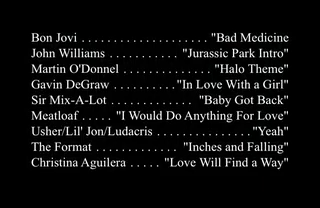 Bon Jovi . . . . . . . . . . . . . . . . . . . . "Bad Medicine
John Williams . . . . . . . . . . . "Jurassic Park Intro"
Martin O'Donnel . . . . . . . . . . . . . . "Halo Theme"
Gavin DeGraw . . . . . . . . . . "In Love With a Girl"
Sir Mix-A-Lot . . . . . . . . . . . . . "Baby Got Back"
Meatloaf . . . . . "I Would Do Anything For Love"
Usher/Lil' Jon/Ludacris . . . . . . . . . . . . . . . "Yeah"
The Format . . . . . . . . . . . . . "Inches and Falling"
Christina Aguilera . . . . . "Love Will Find a Way"